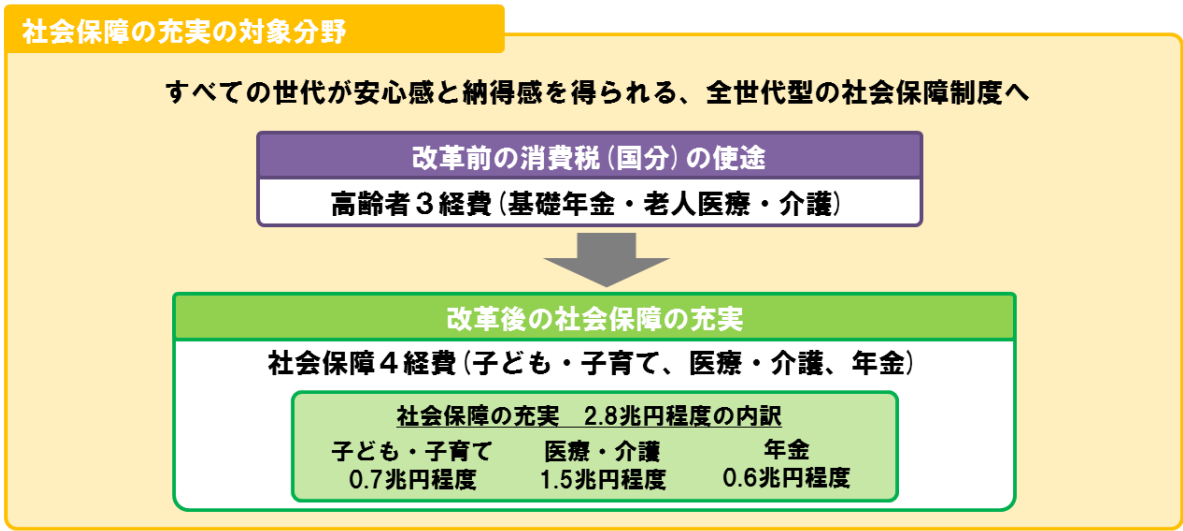 社会保障の充実の対象分野
すべての世代が安心感と納得感を得られる、全世代型の社会保障制度へ
改革前の消費税(国分)の使途
高齢者３経費(基礎年金・老人医療・介護)
改革後の社会保障の充実
社会保障４経費(子ども・子育て、医療・介護、年金)
社会保障の充実　2.8兆円程度の内訳
子ども・子育て　医療・介護　年金
0.7兆円程度　1.5兆円程度　0.6兆円程度